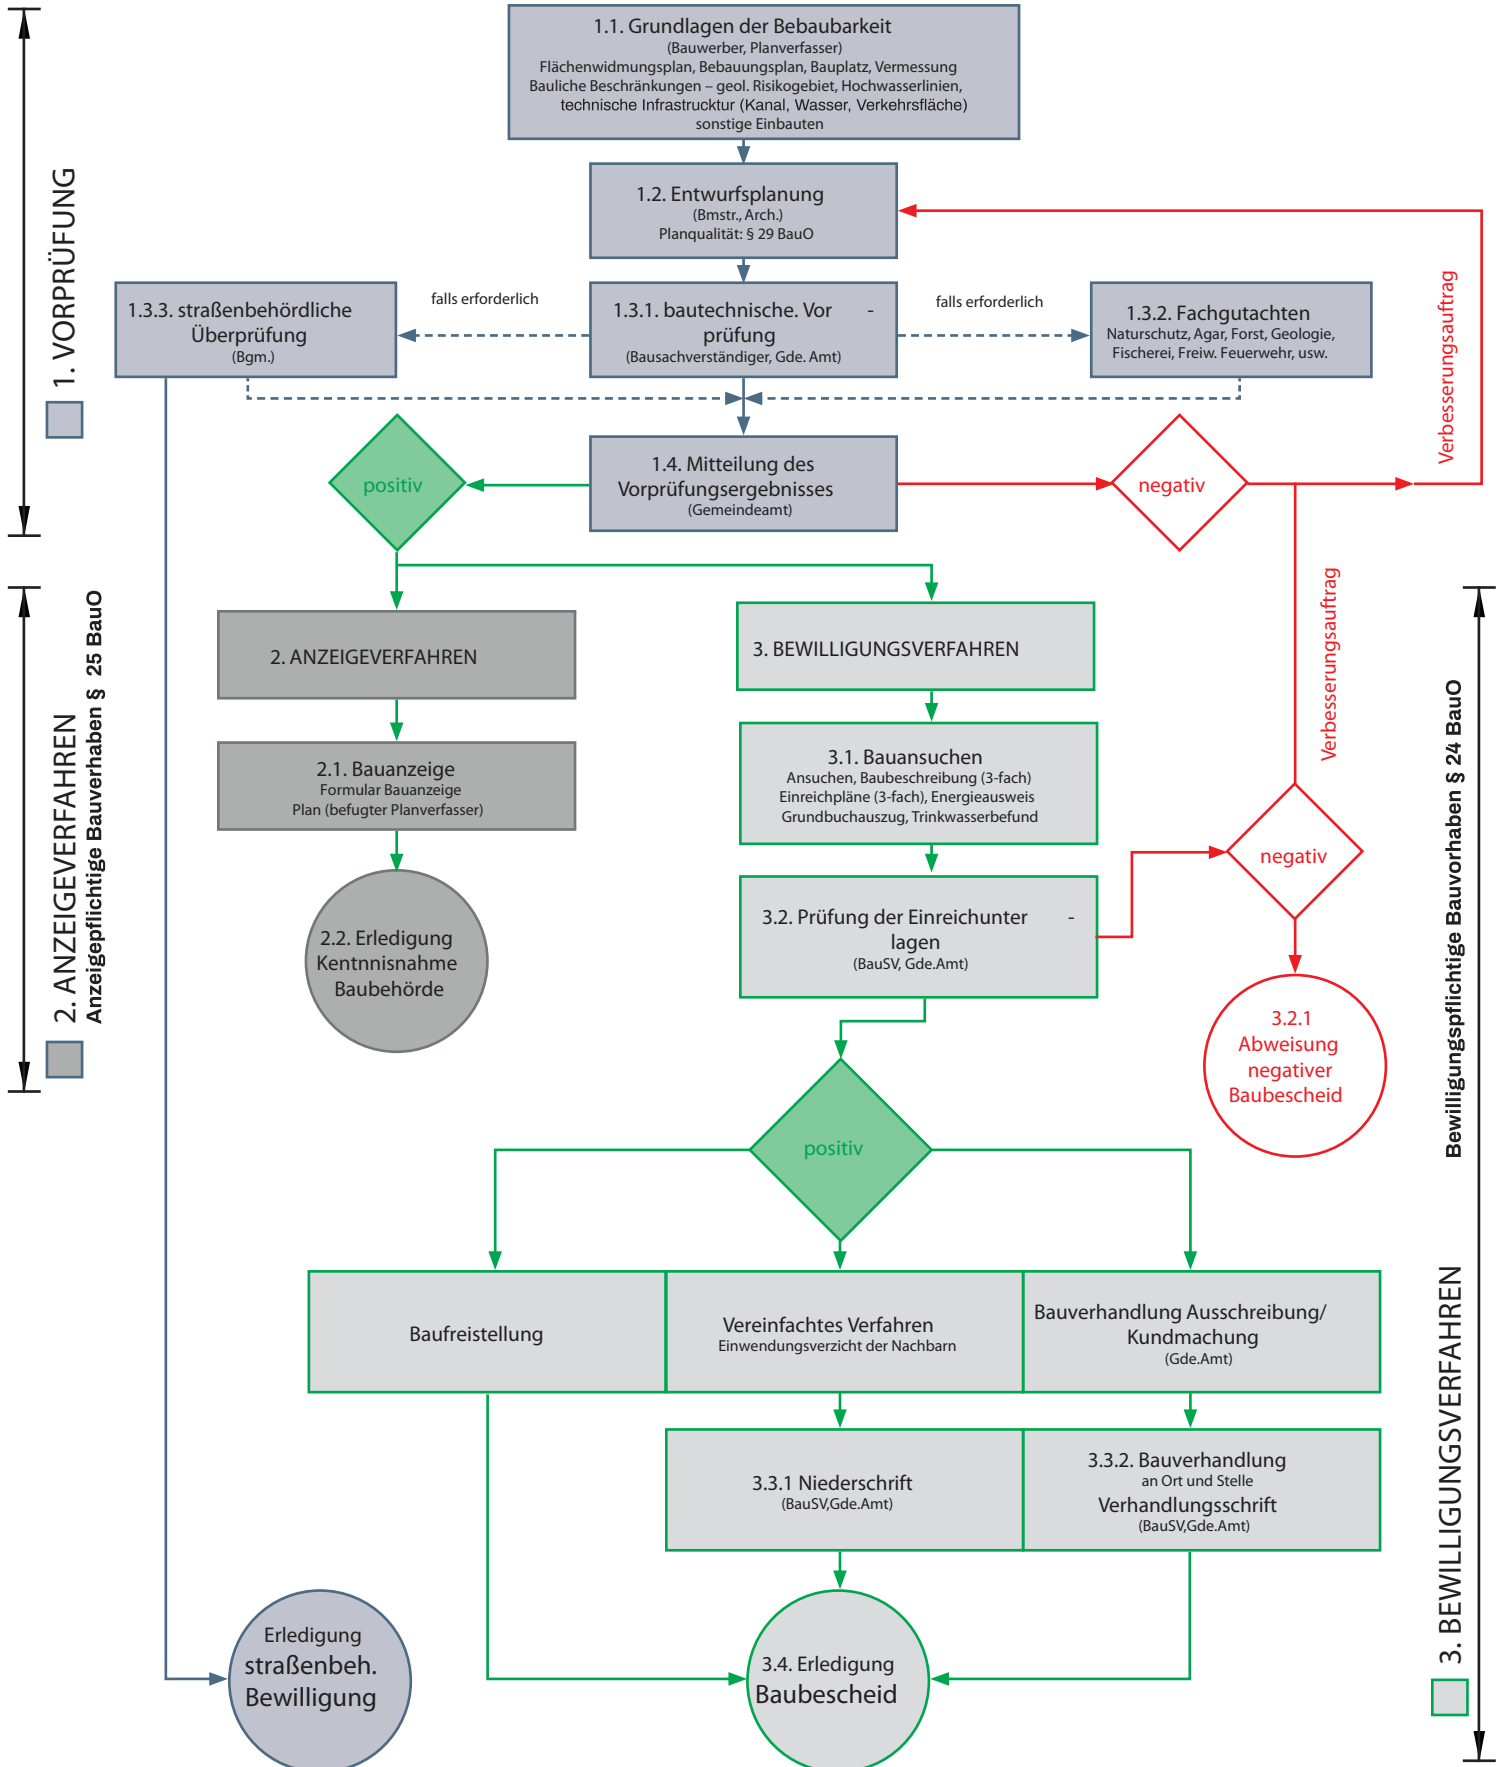 1.1. Grundlagen der Bebaubarkeit
(Bauwerber, Planverfasser)
Flächenwidmungsplan, Bebauungsplan, Bauplatz, Vermessung
Bauliche Beschränkungen – geol. Risikogebiet, Hochwasserlinien,
technische Infrastrucktur (Kanal, Wasser, Verkehrsfläche)
sonstige Einbauten
1. VORPRÜFUNG
1.2. Entwurfsplanung
(Bmstr., Arch.)
Planqualität: § 29 BauO
Verbesserungsauftrag
1.3.3. straßenbehördliche
Überprüfung
(Bgm.)
falls erforderlich
1.3.1. bautechnische. Vor -
prüfung
(Bausachverständiger, Gde. Amt)
falls erforderlich
1.3.2. Fachgutachten
Naturschutz, Agar, Forst, Geologie,
Fischerei, Freiw. Feuerwehr, usw.
positiv
1.4. Mitteilung des
Vorprüfungsergebnisses
(Gemeindeamt)
negativ
2. ANZEIGEVERFAHREN
Anzeigepflichtige Bauverhaben § 25 BauO
2. ANZEIGEVERFAHREN
3. BEWILLIGUNGSVERFAHREN
Verbesserungsauftrag
2.1. Bauanzeige
Formular Bauanzeige
Plan (befugter Planverfasser)
3.1. Bauansuchen
Ansuchen, Baubeschreibung (3-fach)
Einreichpläne (3-fach), Energieausweis
Grundbuchauszug, Trinkwasserbefund
negativ
2.2. Erledigung
Kentnnisnahme
Baubehörde
3.2. Prüfung der Einreichunter -
lagen
(BauSV, Gde.Amt)
3.2.1
Abweisung
negativer
Baubescheid
Bewilligungspflichtige Bauvorhaben § 24 BauO
3. BEWILLIGUNGSVERFAHREN
positiv
Baufreistellung
Vereinfachtes Verfahren
Einwendungsverzicht der Nachbarn
Bauverhandlung Ausschreibung/
Kundmachung
(Gde.Amt)
3.3.1 Niederschrift
(BauSV,Gde.Amt)
3.3.2. Bauverhandlung
an Ort und Stelle
Verhandlungsschrift
(BauSV,Gde.Amt)
Erledigung
straßenbeh.
Bewilligung
3.4. Erledigung
Baubescheid